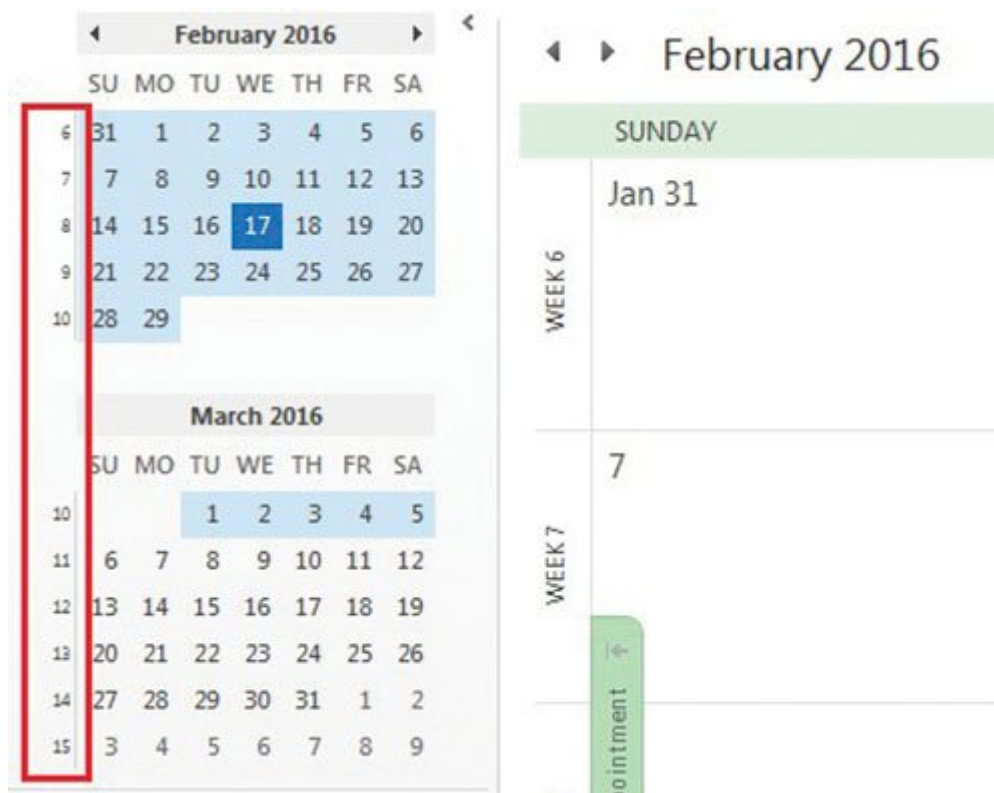 February 2016
SU MO TU WE TH FR SA
6 31 1 2 3 4 5 6
7 7 8 9 10 11 12 13
8 14 15 16 17 18 19 20
9 21 22 23 24 25 26 27
10 28 29
March 2016
SU MO TU WE TH FR SA
10 1 2 3 4 5
11 6 7 8 9 10 11 12
12 13 14 15 16 17 18 19
13 20 21 22 23 24 25 26
14 27 28 29 30 31 1 2
15 3 4 5 6 7 8 9
February 2016
SUNDAY
WEEK 6
Jan 31
WEEK 7
7
ointment